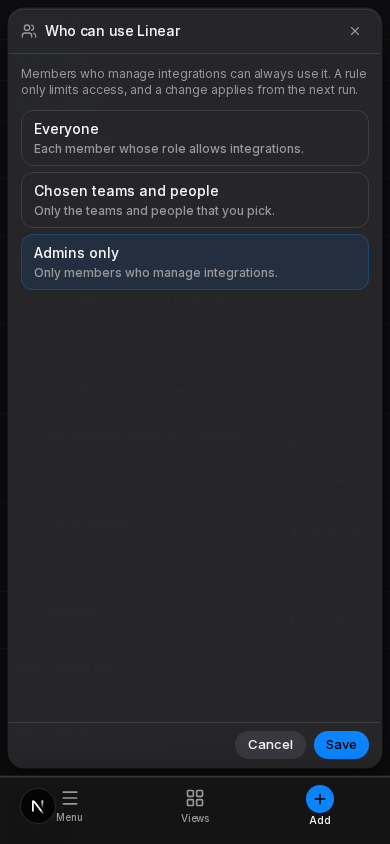 Who can use Linear
Members who manage integrations can always use it. A rule
only limits access, and a change applies from the next run.
Everyone
Each member whose role allows integrations.
Chosen teams and people
Only the teams and people that you pick.
Admins only
Only members who manage integrations.
Cancel
Save
N
Menu
Views
Add